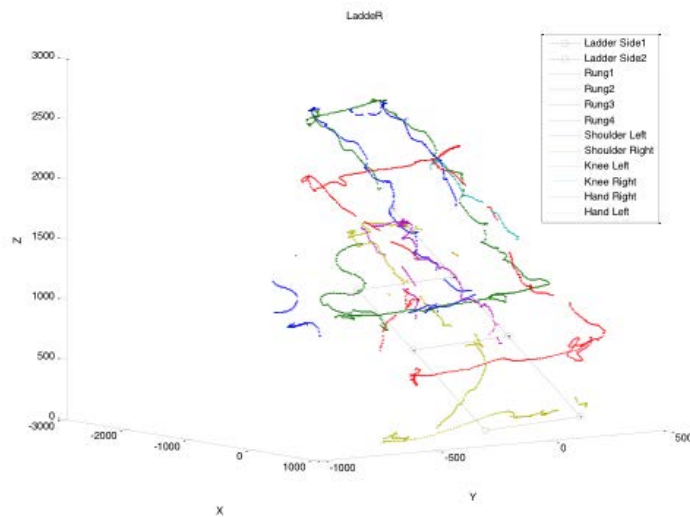 LaddeR
3000
2500
2000
1500
1000
500
0
-3000
-2000
-1000
0
1000
-1000
-500
0
500
X
Y
Z
Ladder Side1
Ladder Side2
Rung1
Rung2
Rung3
Rung4
Shoulder Left
Shoulder Right
Knee Left
Knee Right
Hand Right
Hand Left